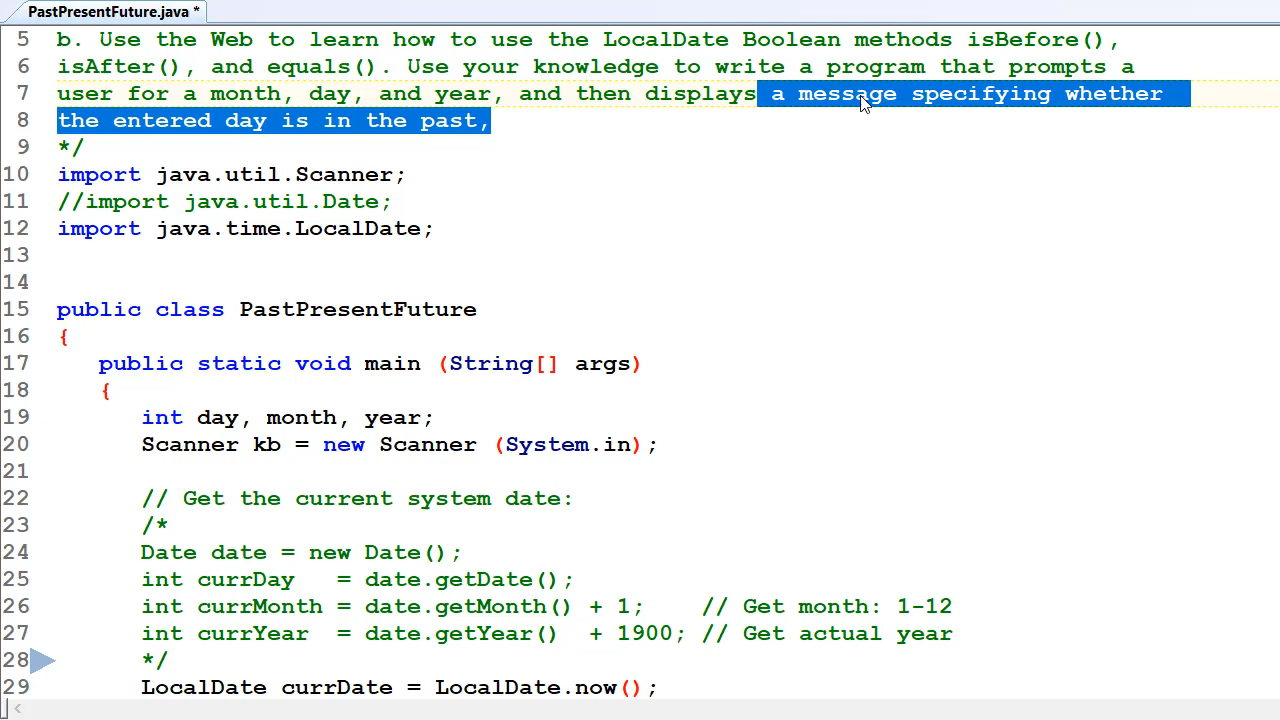 PastPresentFuture.java *
5 b. Use the Web to learn how to use the LocalDate Boolean methods isBefore(),
6 isAfter(), and equals(). Use your knowledge to write a program that prompts a
7 user for a month, day, and year, and then displays a message specifying whether
8 the entered day is in the past,
9 */
10 import java.util.Scanner;
11 //import java.util.Date;
12 import java.time.LocalDate;
13
14
15 public class PastPresentFuture
16 {
17 public static void main (String[] args)
18 {
19 int day, month, year;
20 Scanner kb = new Scanner (System.in);
21
22 // Get the current system date:
23 /*
24 Date date = new Date();
25 int currDay = date.getDate();
26 int currMonth = date.getMonth() + 1; // Get month: 1-12
27 int currYear = date.getYear() + 1900; // Get actual year
28 */
29 LocalDate currDate = LocalDate.now();